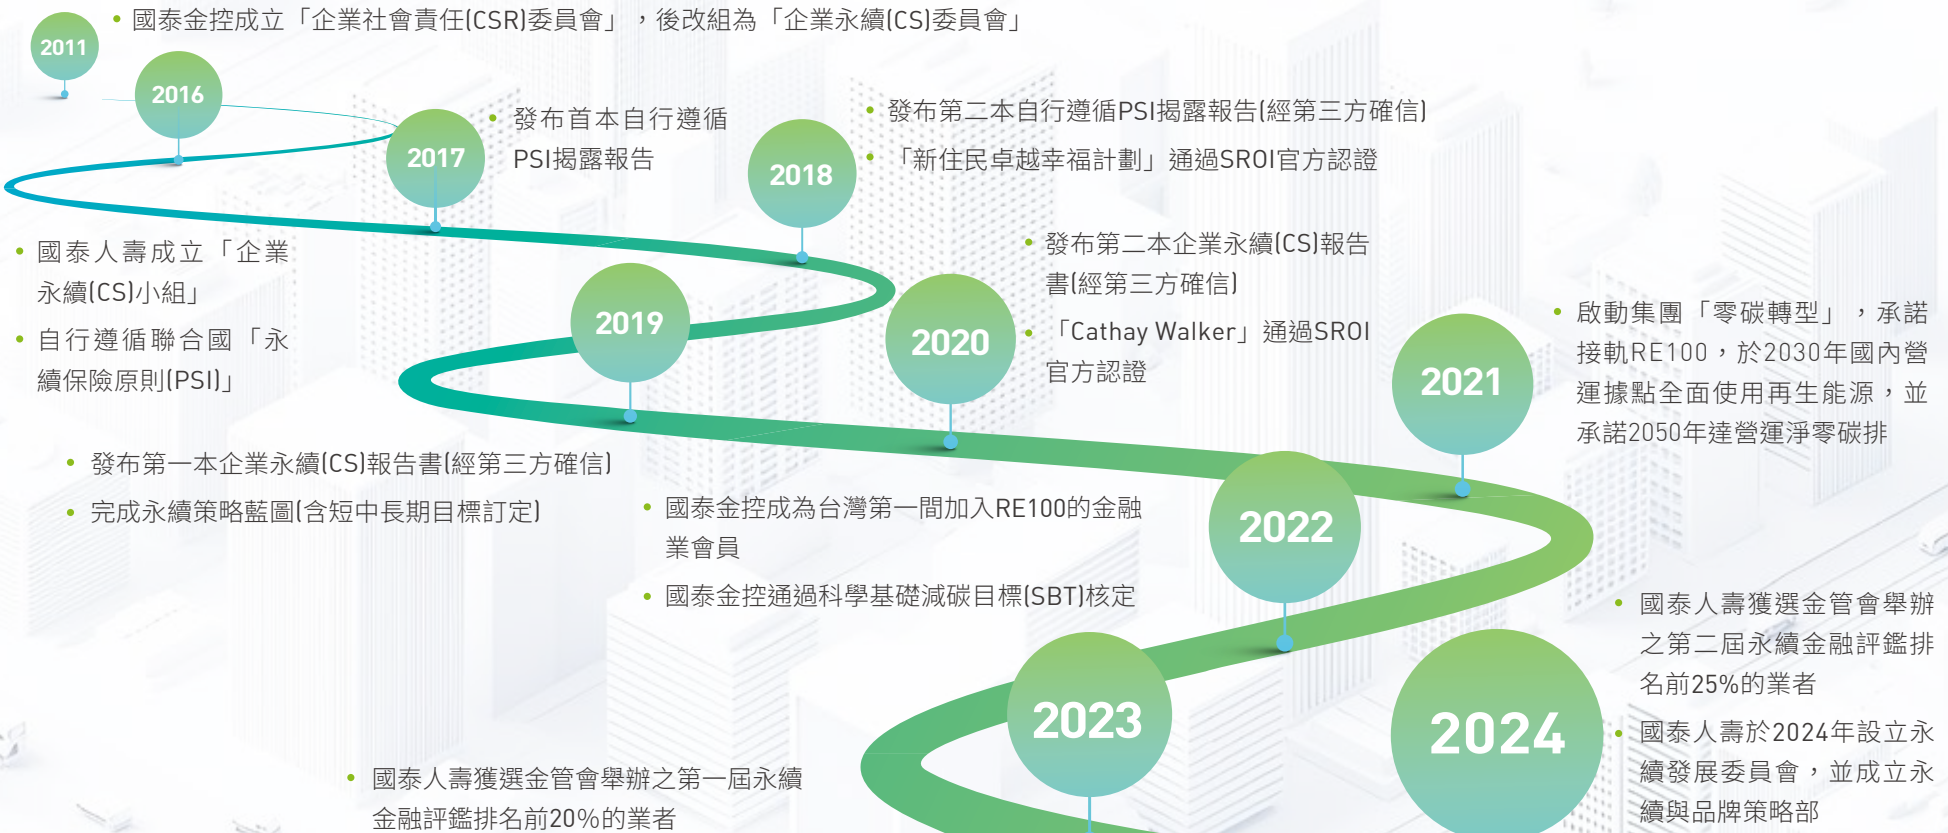 2011
• 國泰金控成立「企業社會責任(CSR)委員會」，後改組為「企業永續(CS)委員會」
2016
• 國泰人壽成立「企業
永續(CS)小組」
• 自行遵循聯合國「永
續保險原則(PSI)」
2017
• 發布首本自行遵循
PSI揭露報告
2018
• 發布第二本自行遵循PSI揭露報告(經第三方確信)
• 「新住民卓越幸福計劃」通過SROI官方認證
2019
• 發布第一本企業永續(CS)報告書(經第三方確信)
• 完成永續策略藍圖(含短中長期目標訂定)
2020
• 發布第二本企業永續(CS)報告
書(經第三方確信)
• 「Cathay Walker」通過SROI
官方認證
2021
• 啟動集團「零碳轉型」，承諾
接軌RE100，於2030年國內營
運據點全面使用再生能源，並
承諾2050年達營運淨零碳排
2022
• 國泰金控成為台灣第一間加入RE100的金融
業會員
• 國泰金控通過科學基礎減碳目標(SBT)核定
2023
• 國泰人壽獲選金管會舉辦之第一屆永續
金融評鑑排名前20%的業者
2024
• 國泰人壽獲選金管會舉辦
之第二屆永續金融評鑑排
名前25%的業者
• 國泰人壽於2024年設立永
續發展委員會，並成立永
續與品牌策略部